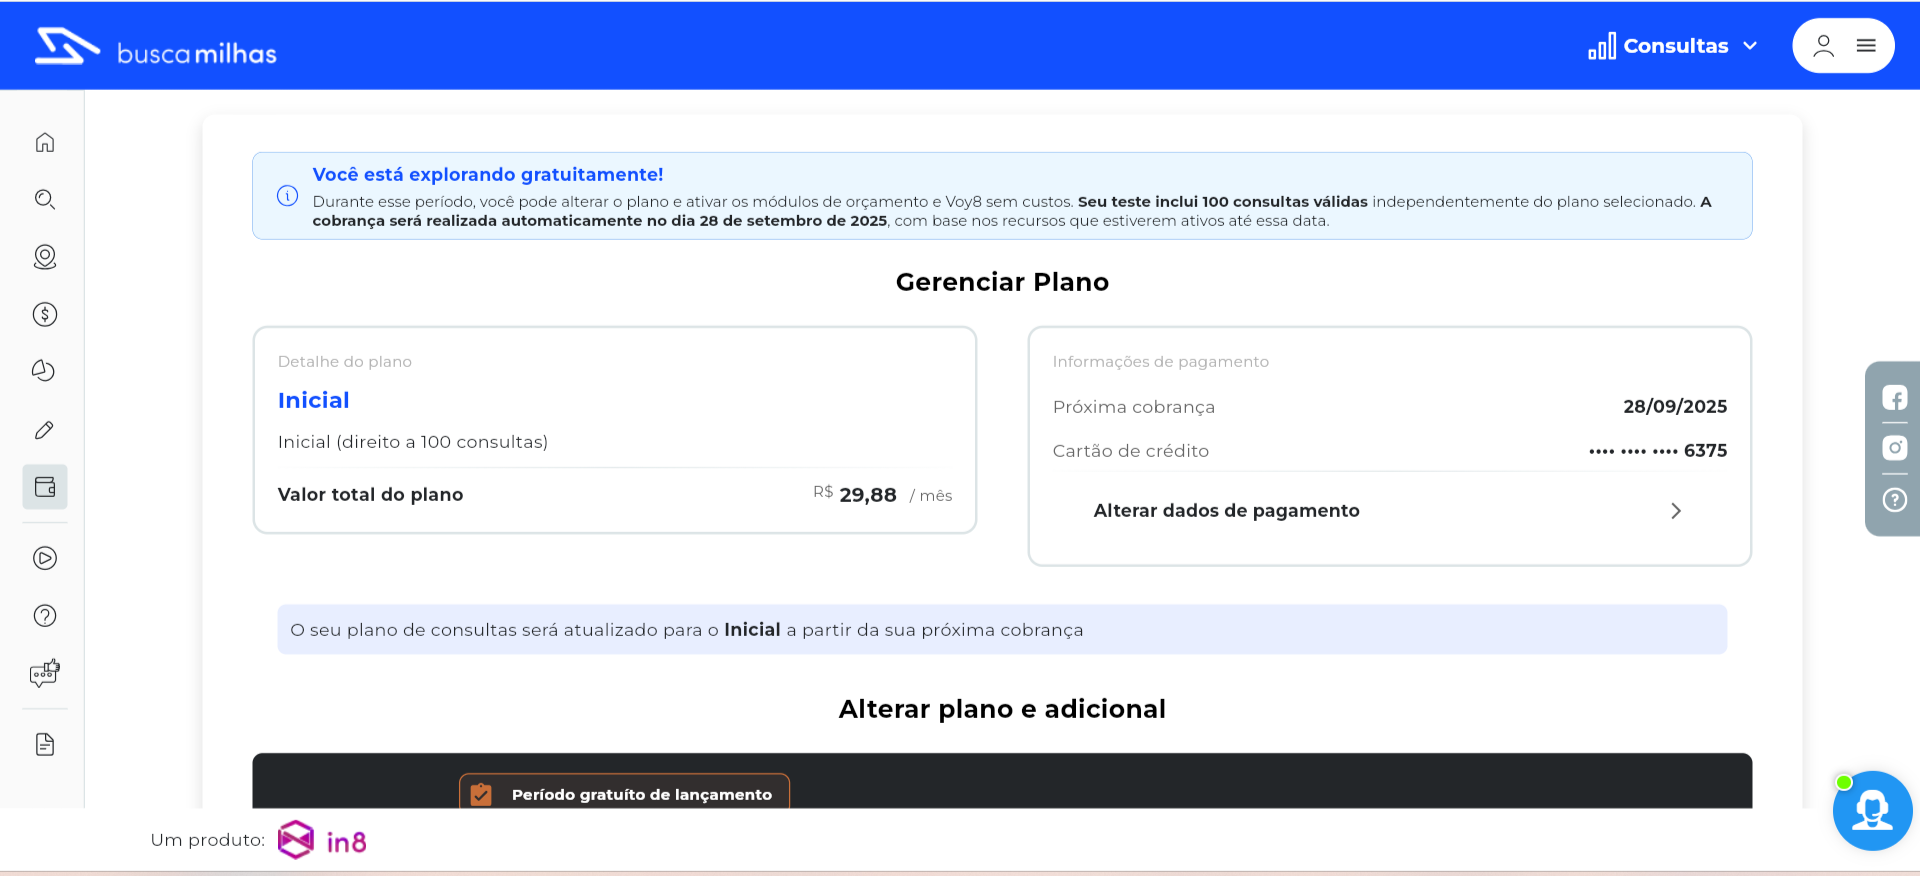 buscamilhas
Consultas
Você está explorando gratuitamente!
Durante esse período, você pode alterar o plano e ativar os módulos de orçamento e Voy8 sem custos. Seu teste inclui 100 consultas válidas independentemente do plano selecionado. A
cobrança será realizada automaticamente no dia 28 de setembro de 2025, com base nos recursos que estiverem ativos até essa data.
Gerenciar Plano
Detalhe do plano
Inicial
Inicial (direito a 100 consultas)
Valor total do plano R$ 29,88 / mês
Informações de pagamento
Próxima cobrança 28/09/2025
Cartão de crédito •••• •••• •••• 6375
Alterar dados de pagamento
O seu plano de consultas será atualizado para o Inicial a partir da sua próxima cobrança
Alterar plano e adicional
Período gratuíto de lançamento
Um produto: in8